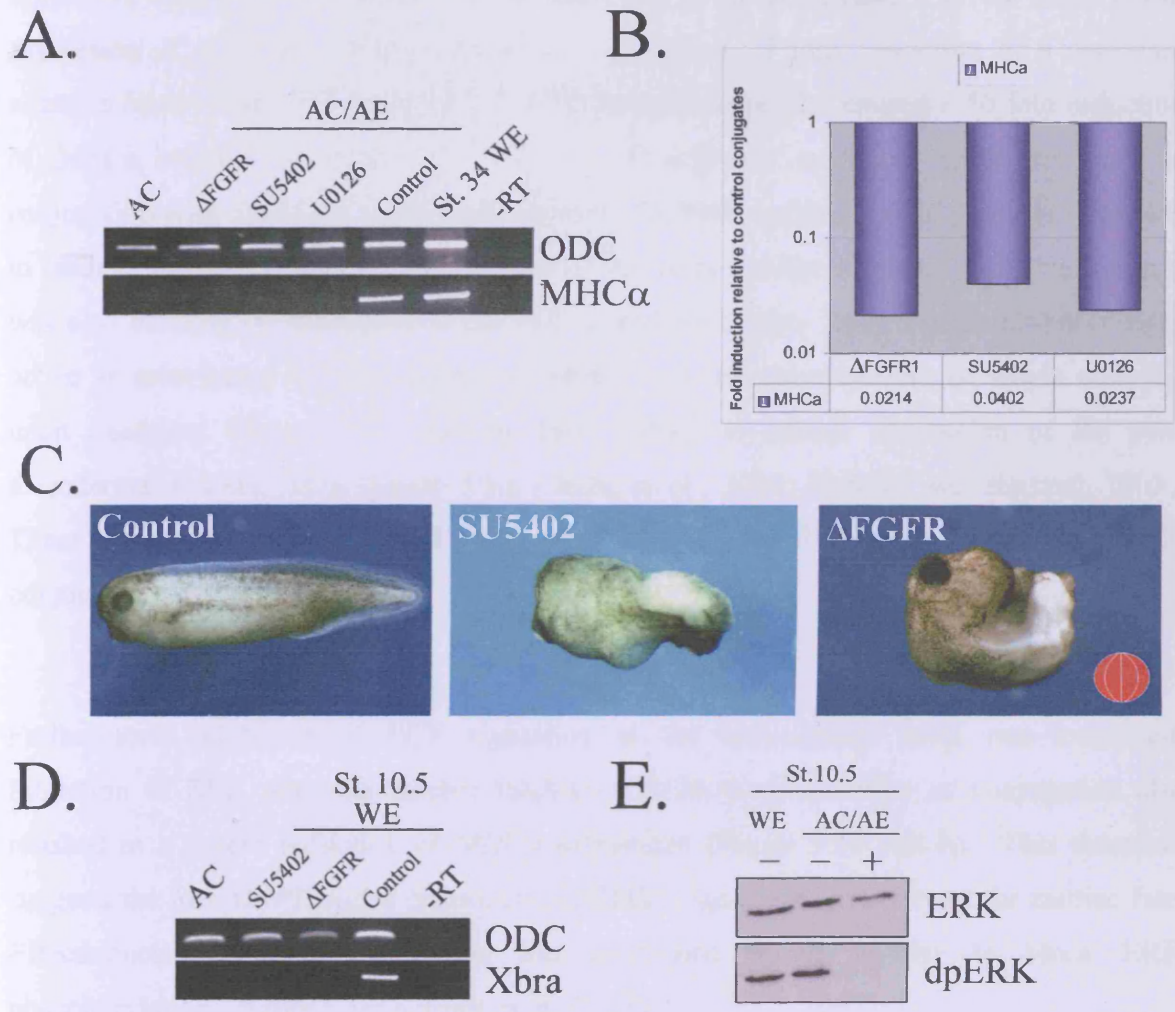 A.
AC/AE
AC ΔFGFR SU5402 U0126 Control St. 34 WE -RT
ODC
MHCα
B.
MHCa
Fold induction relative to control conjugates
1
0.1
0.01
ΔFGFR1 SU5402 U0126
MHCa 0.0214 0.0402 0.0237
C.
Control SU5402 ΔFGFR
D.
St. 10.5
WE
AC SU5402 ΔFGFR Control -RT
ODC
Xbra
E.
St.10.5
WE AC/AE
– – +
ERK
dpERK